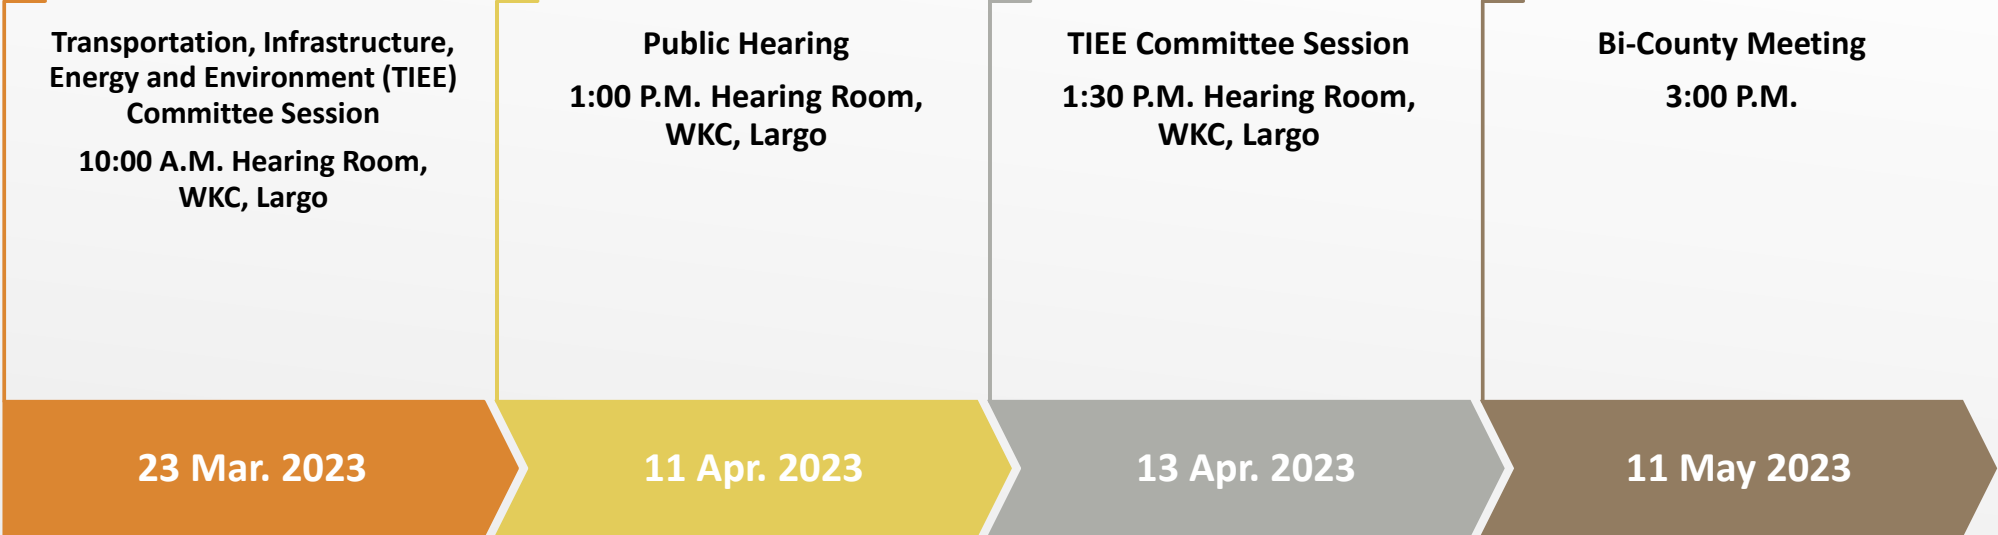 Transportation, Infrastructure,
Energy and Environment (TIEE)
Committee Session
10:00 A.M. Hearing Room,
WKC, Largo
23 Mar. 2023
Public Hearing
1:00 P.M. Hearing Room,
WKC, Largo
11 Apr. 2023
TIEE Committee Session
1:30 P.M. Hearing Room,
WKC, Largo
13 Apr. 2023
Bi-County Meeting
3:00 P.M.
11 May 2023